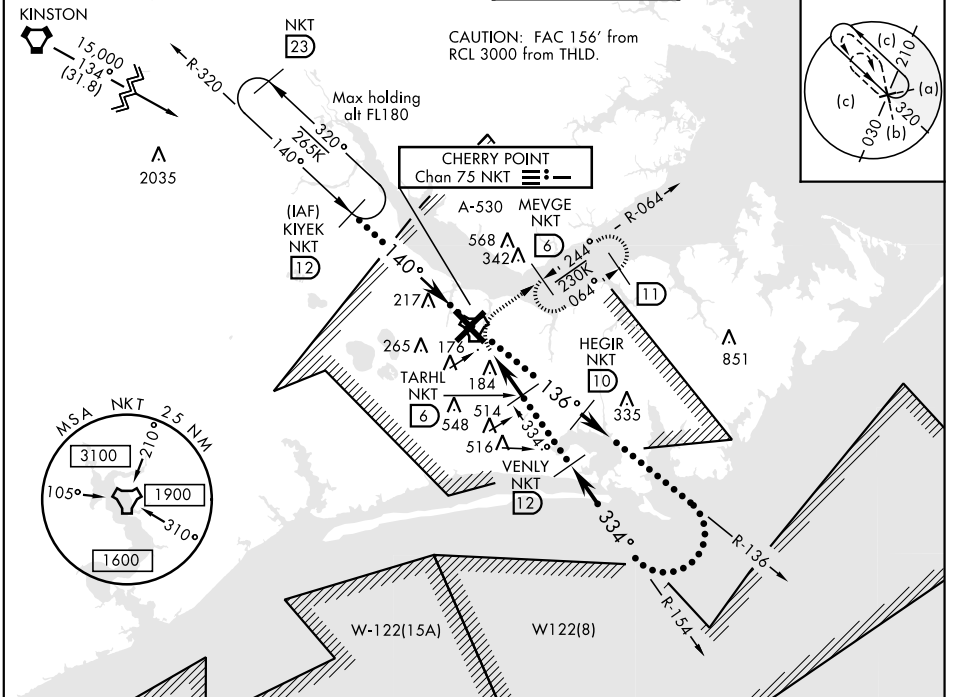 KINSTON
15,000
134°
(31.8)
R-320
NKT
23
CAUTION: FAC 156' from
RCL 3000 from THLD.
Max holding
alt FL180
320°
265K
140°
2035
(IAF)
KIYEK
NKT
12
140°
CHERRY POINT
Chan 75 NKT
A-530
MEVGE
NKT
6
R-064
568
342
244°
230K
064°
11
217
265
176
184
TARHL
NKT
6
548
514
516
334°
136°
HEGIR
NKT
10
335
851
VENLY
NKT
12
334°
R-136
R-154
W-122(15A)
W122(8)
MSA NKT 25 NM
210°
3100
105°
1900
310°
1600
(c)
210
(a)
(c)
320
(b)
030